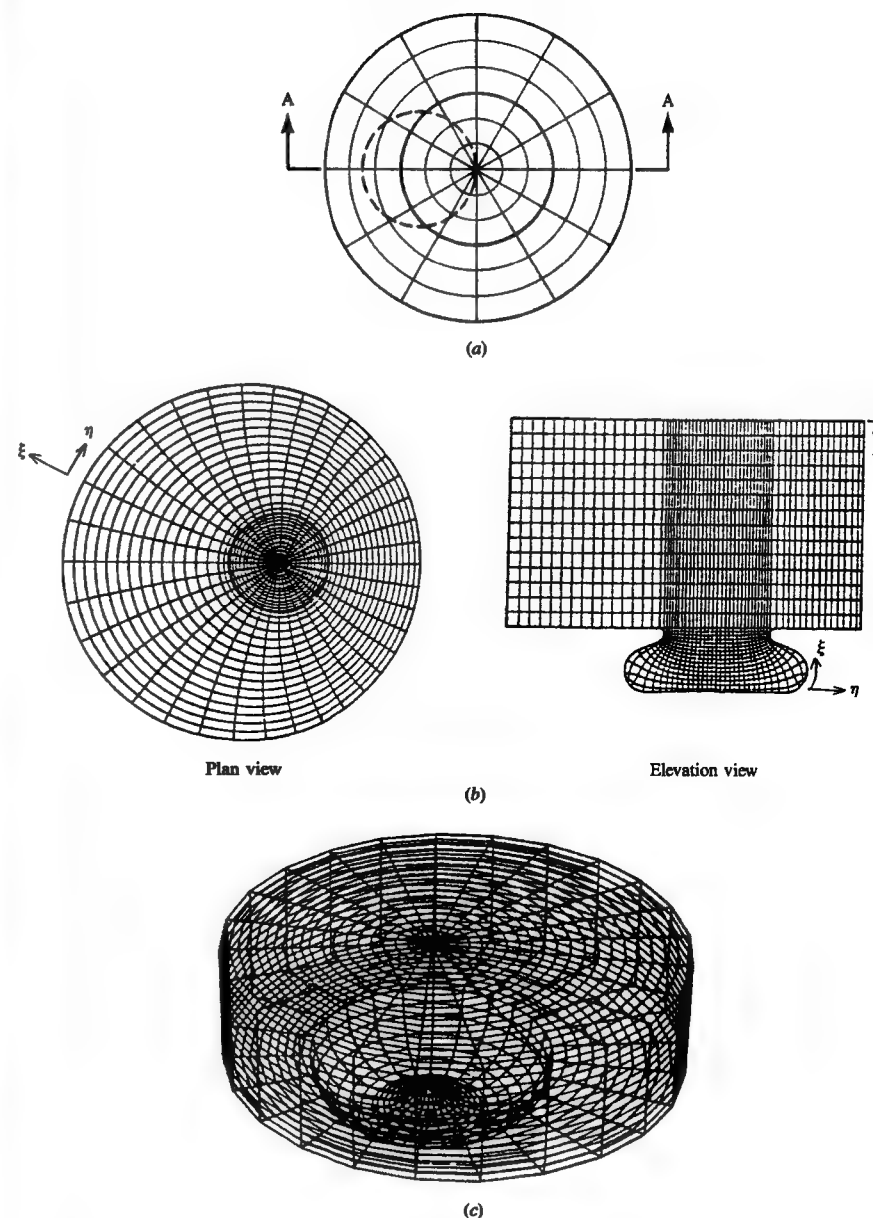 A A
(a)
ξ η
ξ
η
Plan view Elevation view
(b)
(c)